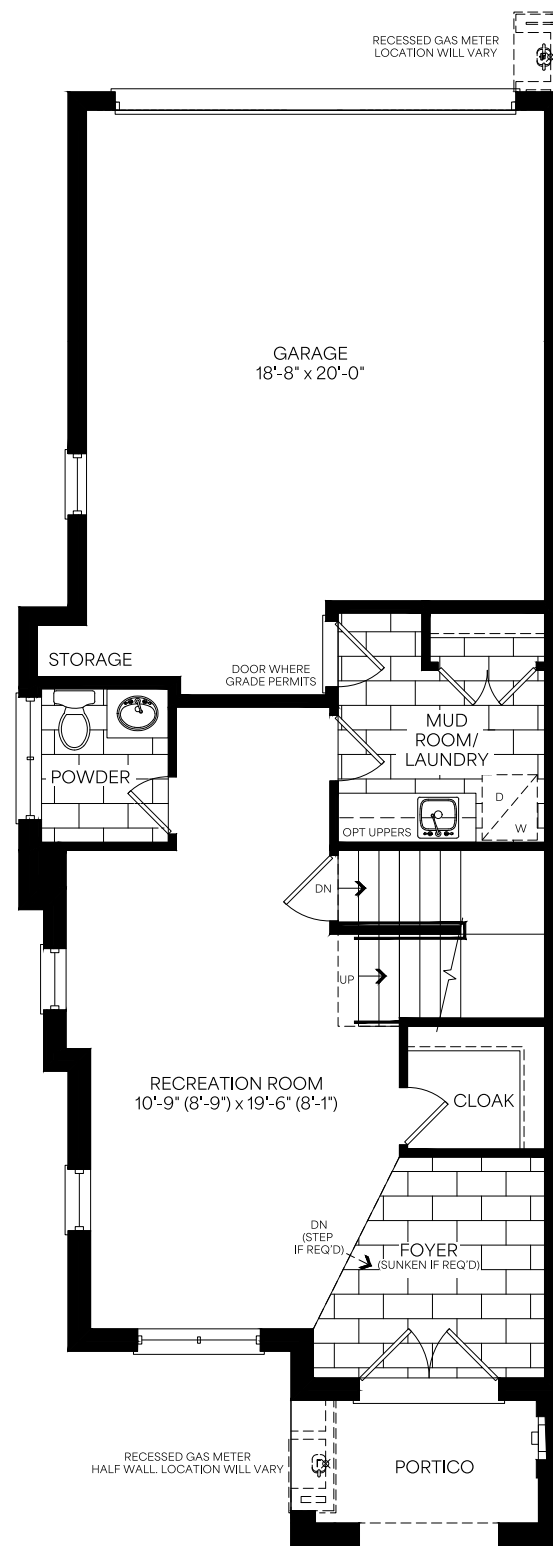 RECESSED GAS METER
LOCATION WILL VARY
GARAGE
18'-8" x 20'-0"
STORAGE
DOOR WHERE
GRADE PERMITS
MUD
ROOM/
LAUNDRY
POWDER
D
W
OPT UPPERS
DN
UP
RECREATION ROOM
10'-9" (8'-9") x 19'-6" (8'-1")
CLOAK
DN
(STEP
IF REQ'D)
FOYER
(SUNKEN IF REQ'D)
RECESSED GAS METER
HALF WALL. LOCATION WILL VARY
PORTICO